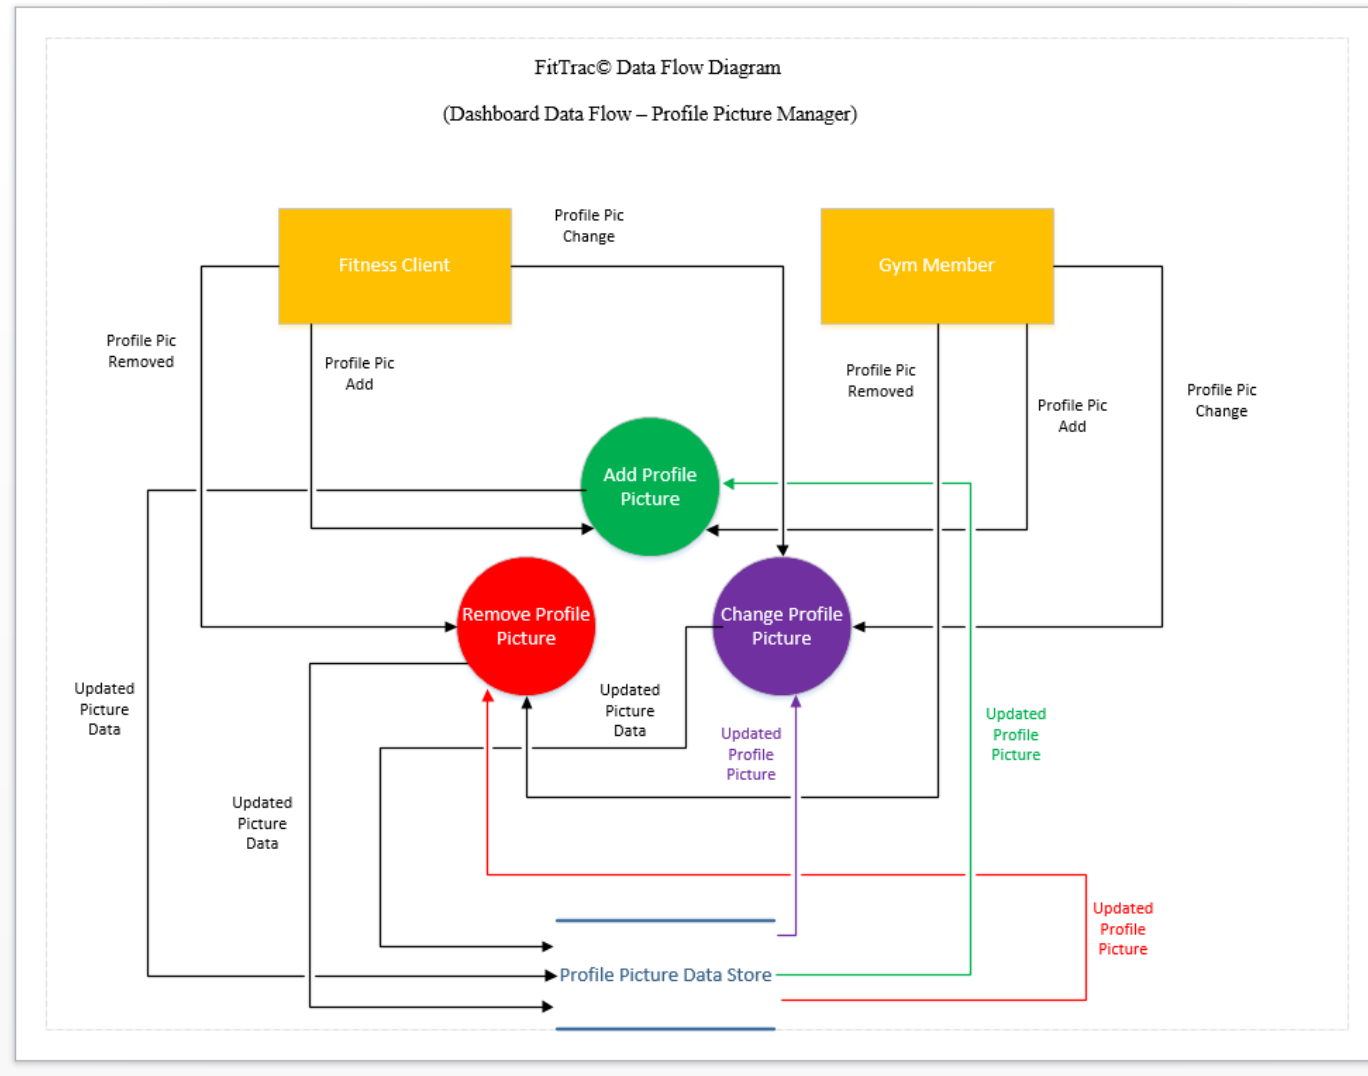 FitTrac© Data Flow Diagram
(Dashboard Data Flow – Profile Picture Manager)
Profile Pic
Change
Fitness Client
Gym Member
Profile Pic
Removed
Profile Pic
Add
Profile Pic
Removed
Profile Pic
Add
Profile Pic
Change
Add Profile
Picture
Remove Profile
Picture
Change Profile
Picture
Updated
Picture
Data
Updated
Picture
Data
Updated
Profile
Picture
Updated
Profile
Picture
Updated
Picture
Data
Updated
Profile
Picture
Profile Picture Data Store